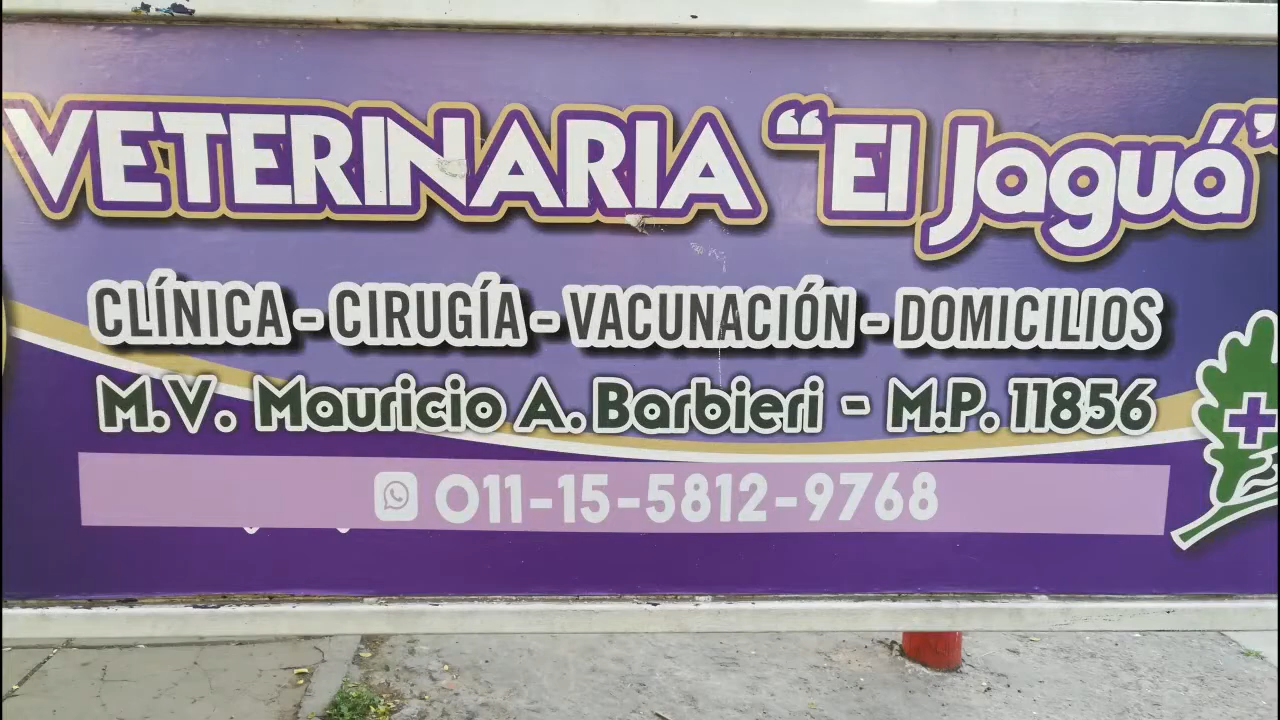 VETERINARIA "El Jaguá"
CLÍNICA - CIRUGÍA - VACUNACIÓN - DOMICILIOS
M.V. Mauricio A. Barbieri - M.P. 11856
011-15-5812-9768